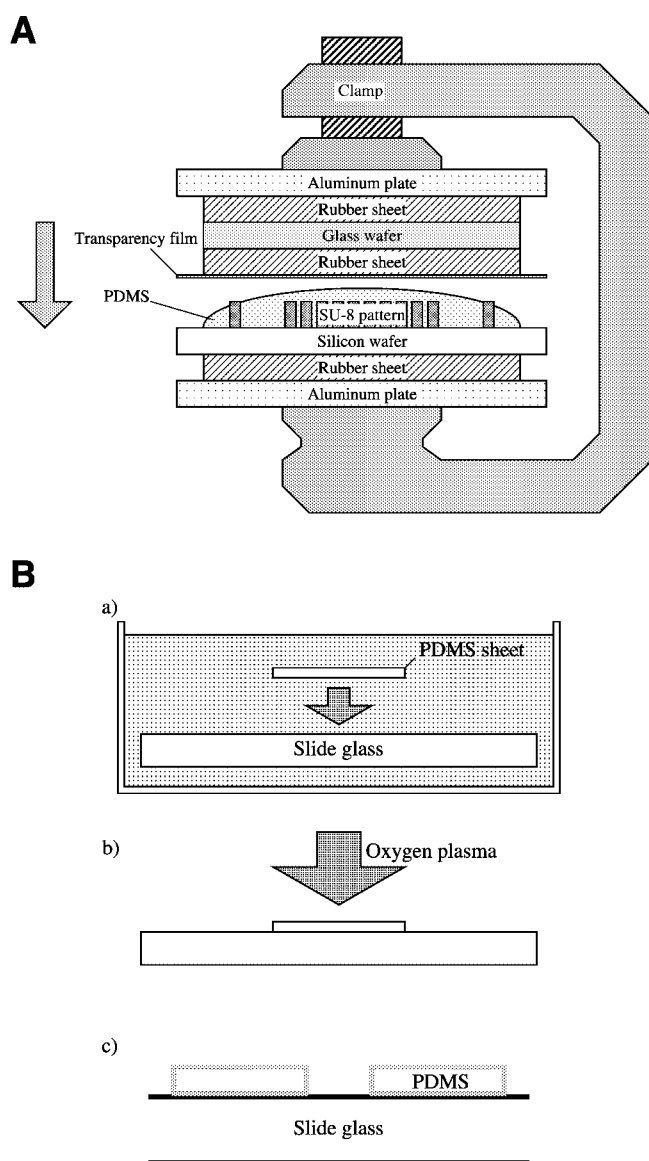 A
Clamp
Aluminum plate
Rubber sheet
Glass wafer
Transparency film
Rubber sheet
PDMS
SU-8 pattern
Silicon wafer
Rubber sheet
Aluminum plate
B
a)
PDMS sheet
Slide glass
b)
Oxygen plasma
c)
PDMS
Slide glass